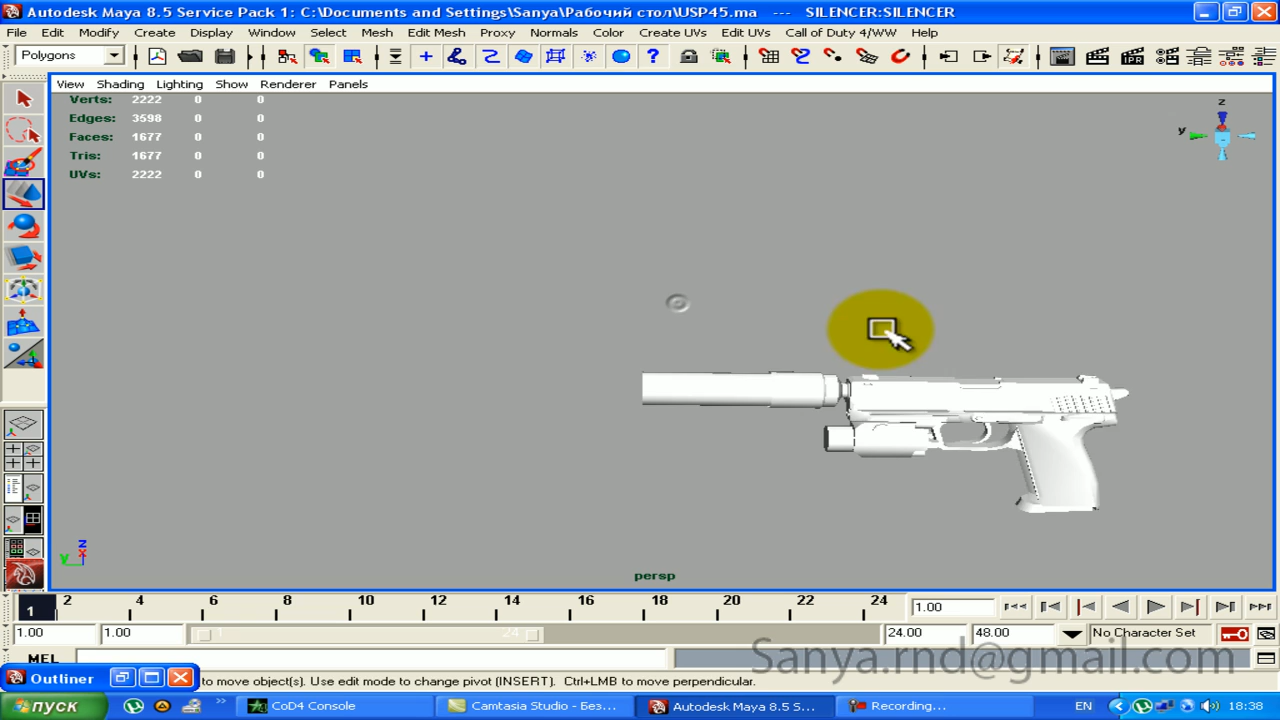 Autodesk Maya 8.5 Service Pack 1: C:\Documents and Settings\Sanya\Рабочий стол\USP45.ma --- SILENCER:SILENCER
File Edit Modify Create Display Window Select Mesh Edit Mesh Proxy Normals Color Create UVs Edit UVs Call of Duty 4/WW Help
Polygons
IPR
View Shading Lighting Show Renderer Panels
Verts: 2222 0 0
Edges: 3598 0 0
Faces: 1677 0 0
Tris: 1677 0 0
UVs: 2222 0 0
z
y
z
x
y
persp
1 2 4 6 8 10 12 14 16 18 20 22 24 1.00
1.00 1.00 1 24 24.00 48.00 No Character Set
MEL
Sanya.rnd@gmail.com
Outliner to move object(s). Use edit mode to change pivot (INSERT). Ctrl+LMB to move perpendicular.
пуск CoD4 Console Camtasia Studio - Без... Autodesk Maya 8.5 S... Recording... EN 18:38